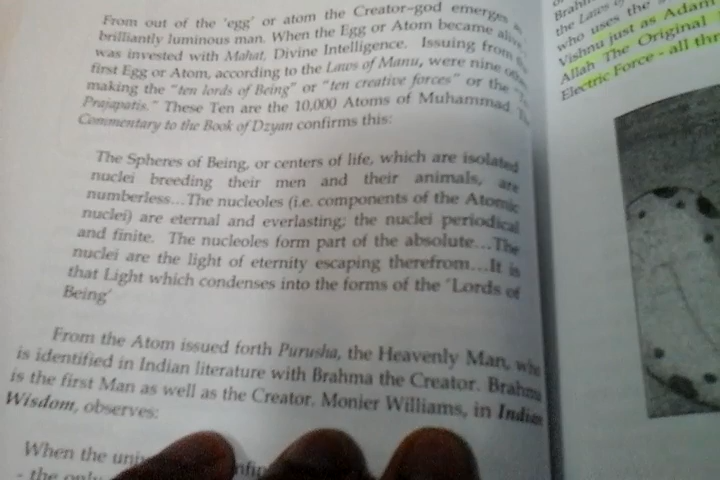 From out of the 'egg' or atom the Creator-god emerges
brilliantly luminous man. When the Egg or Atom became alive,
was invested with Mahat, Divine Intelligence. Issuing from
first Egg or Atom, according to the Laws of Manu, were nine
making the "ten lords of Being" or "ten creative forces" or the
Prajapatis." These Ten are the 10,000 Atoms of Muhammad.
Commentary to the Book of Dzyan confirms this:
The Spheres of Being, or centers of life, which are isolated
nuclei breeding their men and their animals, are
numberless...The nucleoles (i.e. components of the Atomic
nuclei) are eternal and everlasting; the nuclei periodical
and finite. The nucleoles form part of the absolute...The
nuclei are the light of eternity escaping therefrom...It is
that Light which condenses into the forms of the 'Lords of
Being'
From the Atom issued forth Purusha, the Heavenly Man, who
is identified in Indian literature with Brahma the Creator. Brahma
is the first Man as well as the Creator. Monier Williams, in Indian
Wisdom, observes:
When the
- the only
the Laws of
who uses the
Vishnu just as Adam
Allah The Original
Electric Force - all